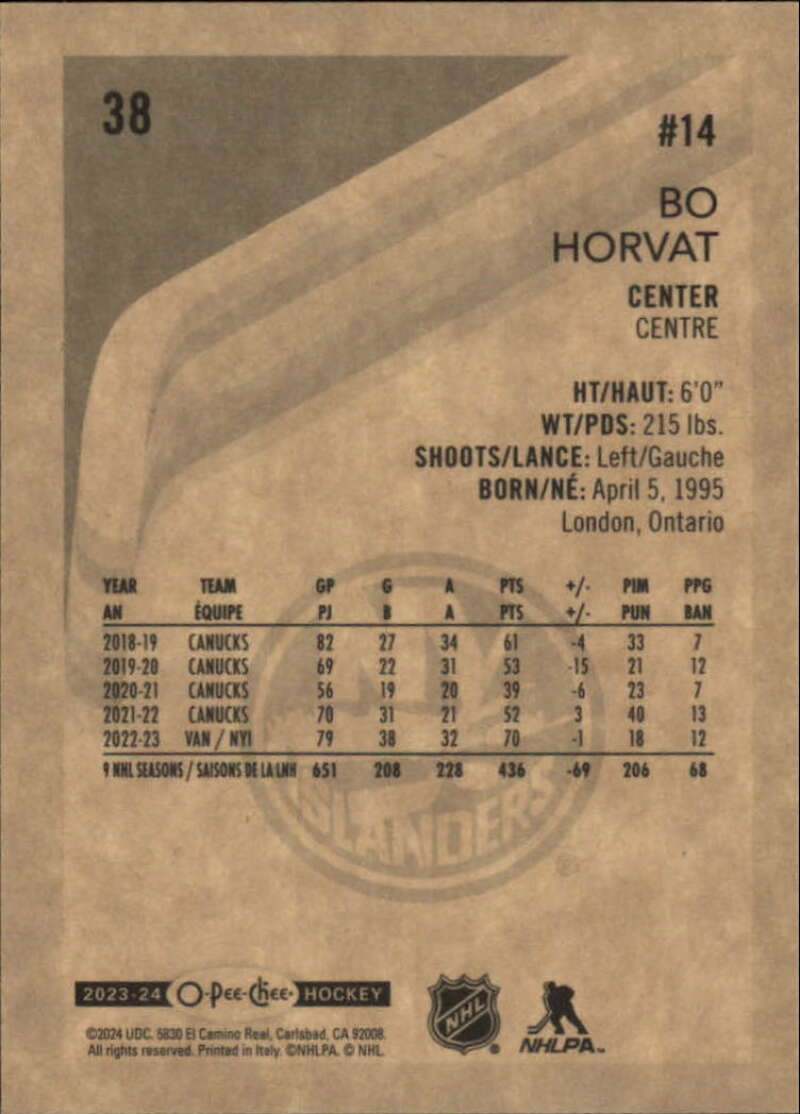 38
#14
BO
HORVAT
CENTER
CENTRE
HT/HAUT: 6'0"
WT/PDS: 215 lbs.
SHOOTS/LANCE: Left/Gauche
BORN/NÉ: April 5, 1995
London, Ontario
YEAR TEAM GP G A PTS +/- PIM PPG
AN ÉQUIPE PJ B A PTS +/- PUN BAN
2018-19 CANUCKS 82 27 34 61 -4 33 7
2019-20 CANUCKS 69 22 31 53 -15 21 12
2020-21 CANUCKS 56 19 20 39 -6 23 7
2021-22 CANUCKS 70 31 21 52 3 40 13
2022-23 VAN / NYI 79 38 32 70 -1 18 12
9 NHL SEASONS / SAISONS DE LA LNH 651 208 228 436 -69 206 68
NY
ISLANDERS
®
2023-24 O-Pee-Chee HOCKEY
NHL
NHLPA™
©2024 UDC. 5830 El Camino Real, Carlsbad, CA 92008.
All rights reserved. Printed in Italy. ©NHLPA. © NHL.